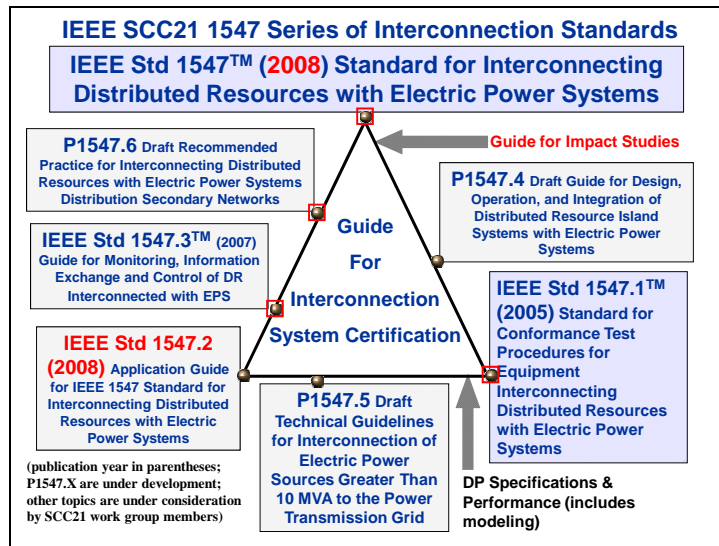 IEEE SCC21 1547 Series of Interconnection Standards
IEEE Std 1547™ (2008) Standard for Interconnecting
Distributed Resources with Electric Power Systems
P1547.6 Draft Recommended
Practice for Interconnecting Distributed
Resources with Electric Power Systems
Distribution Secondary Networks
Guide for Impact Studies
P1547.4 Draft Guide for Design,
Operation, and Integration of
Distributed Resource Island
Systems with Electric Power
Systems
IEEE Std 1547.3™ (2007)
Guide for Monitoring, Information
Exchange and Control of DR
Interconnected with EPS
Guide
For
Interconnection
System Certification
IEEE Std 1547.1™
(2005) Standard for
Conformance Test
Procedures for
Equipment
Interconnecting
Distributed Resources
with Electric Power
Systems
IEEE Std 1547.2
(2008) Application Guide
for IEEE 1547 Standard for
Interconnecting Distributed
Resources with Electric
Power Systems
P1547.5 Draft
Technical Guidelines
for Interconnection of
Electric Power
Sources Greater Than
10 MVA to the Power
Transmission Grid
DP Specifications &
Performance (includes
modeling)
(publication year in parentheses;
P1547.X are under development;
other topics are under consideration
by SCC21 work group members)